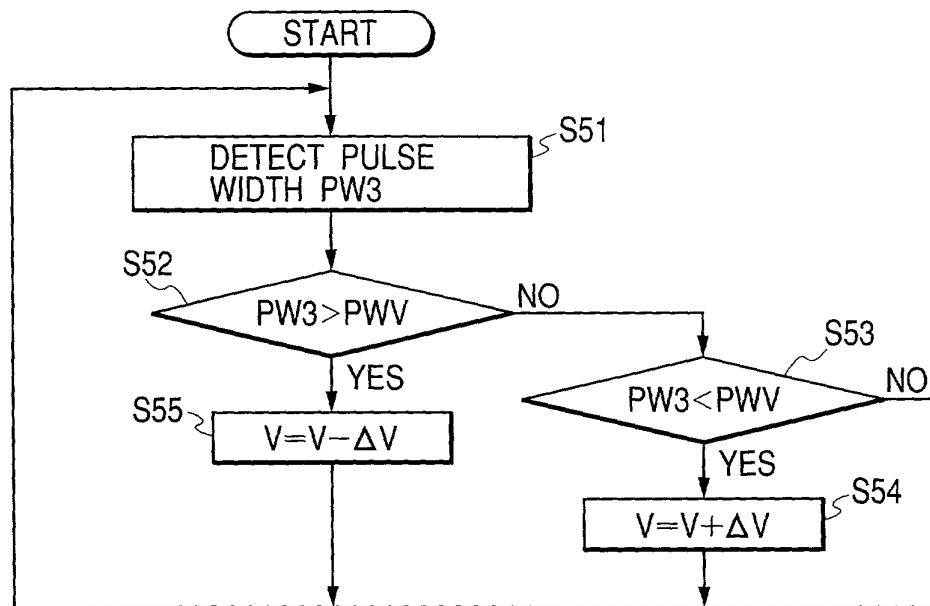 START
S51
DETECT PULSE
WIDTH PW3
S52
PW3>PWV
NO
S53
YES
PW3<PWV
NO
S55
V=V-ΔV
YES
S54
V=V+ΔV